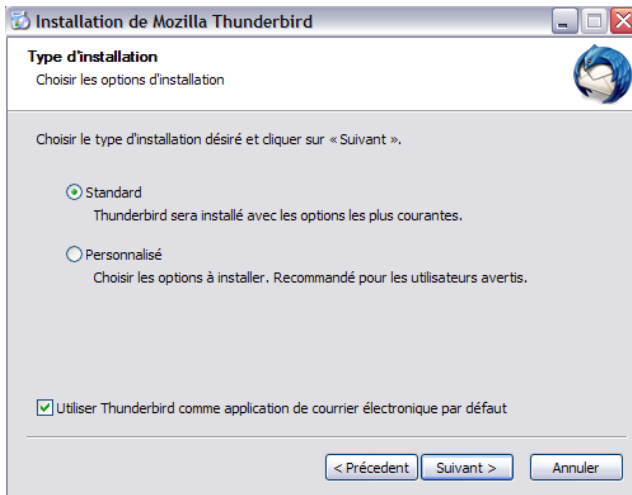 Installation de Mozilla Thunderbird
Type d'installation
Choisir les options d'installation
Choisir le type d'installation désiré et cliquer sur « Suivant ».
Standard
Thunderbird sera installé avec les options les plus courantes.
Personnalisé
Choisir les options à installer. Recommandé pour les utilisateurs avertis.
Utiliser Thunderbird comme application de courrier électronique par défaut
< Précedent Suivant > Annuler